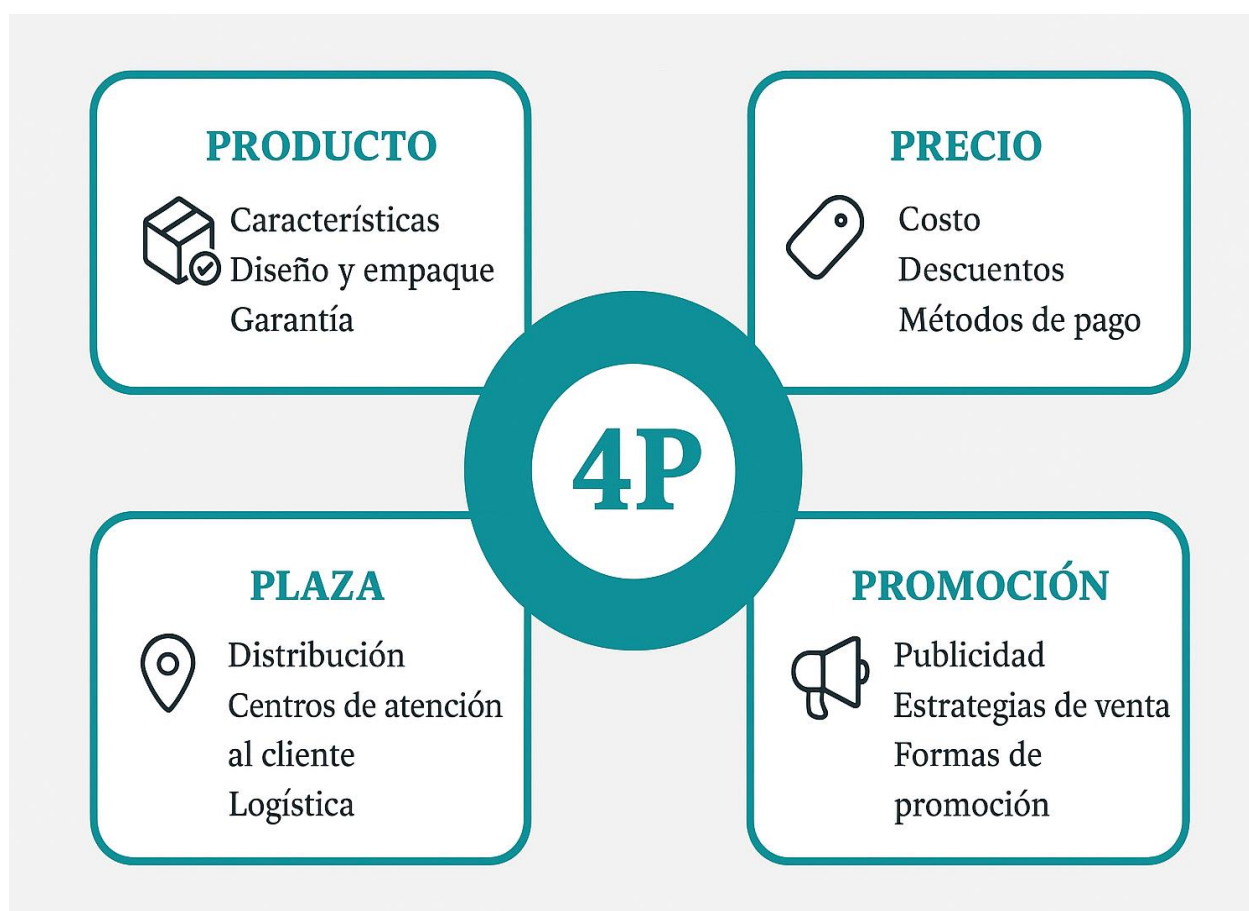 PRODUCTO
Características
Diseño y empaque
Garantía
PRECIO
Costo
Descuentos
Métodos de pago
4P
PLAZA
Distribución
Centros de atención
al cliente
Logística
PROMOCIÓN
Publicidad
Estrategias de venta
Formas de
promoción